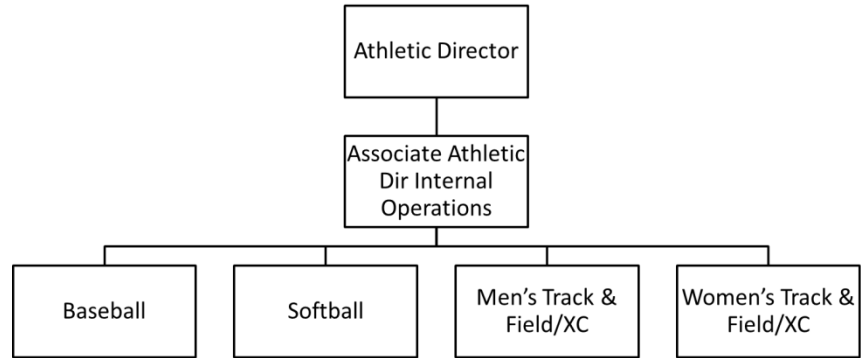 Athletic Director
Associate Athletic
Dir Internal
Operations
Baseball
Softball
Men’s Track &
Field/XC
Women’s Track &
Field/XC